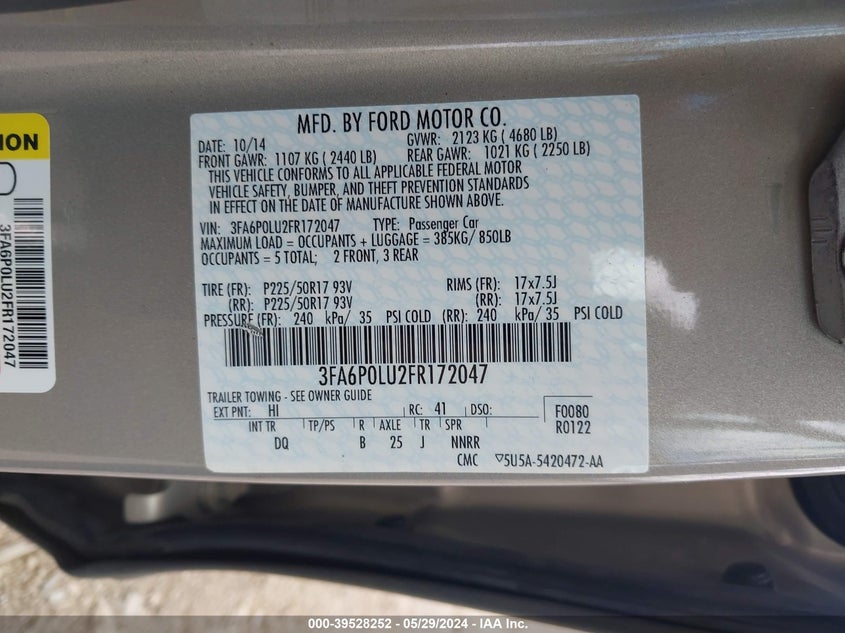 ION
3FA6P0LU2FR172047
MFD. BY FORD MOTOR CO.
DATE: 10/14 GVWR: 2123 KG ( 4680 LB)
FRONT GAWR: 1107 KG ( 2440 LB) REAR GAWR: 1021 KG ( 2250 LB)
THIS VEHICLE CONFORMS TO ALL APPLICABLE FEDERAL MOTOR
VEHICLE SAFETY, BUMPER, AND THEFT PREVENTION STANDARDS
IN EFFECT ON THE DATE OF MANUFACTURE SHOWN ABOVE.
VIN: 3FA6P0LU2FR172047 TYPE: Passenger Car
MAXIMUM LOAD = OCCUPANTS + LUGGAGE = 385KG/ 850LB
OCCUPANTS = 5 TOTAL; 2 FRONT, 3 REAR
TIRE (FR): P225/50R17 93V RIMS (FR): 17x7.5J
(RR): P225/50R17 93V (RR): 17x7.5J
PRESSURE (FR): 240 kPa/ 35 PSI COLD (RR): 240 kPa/ 35 PSI COLD
3FA6P0LU2FR172047
TRAILER TOWING - SEE OWNER GUIDE
EXT PNT: HI RC: 41 DSO: F0080
INT TR TP/PS R AXLE TR SPR R0122
DQ B 25 J NNRR
CMC ▽5U5A-5420472-AA
000-39528252 - 05/29/2024 - IAA Inc.